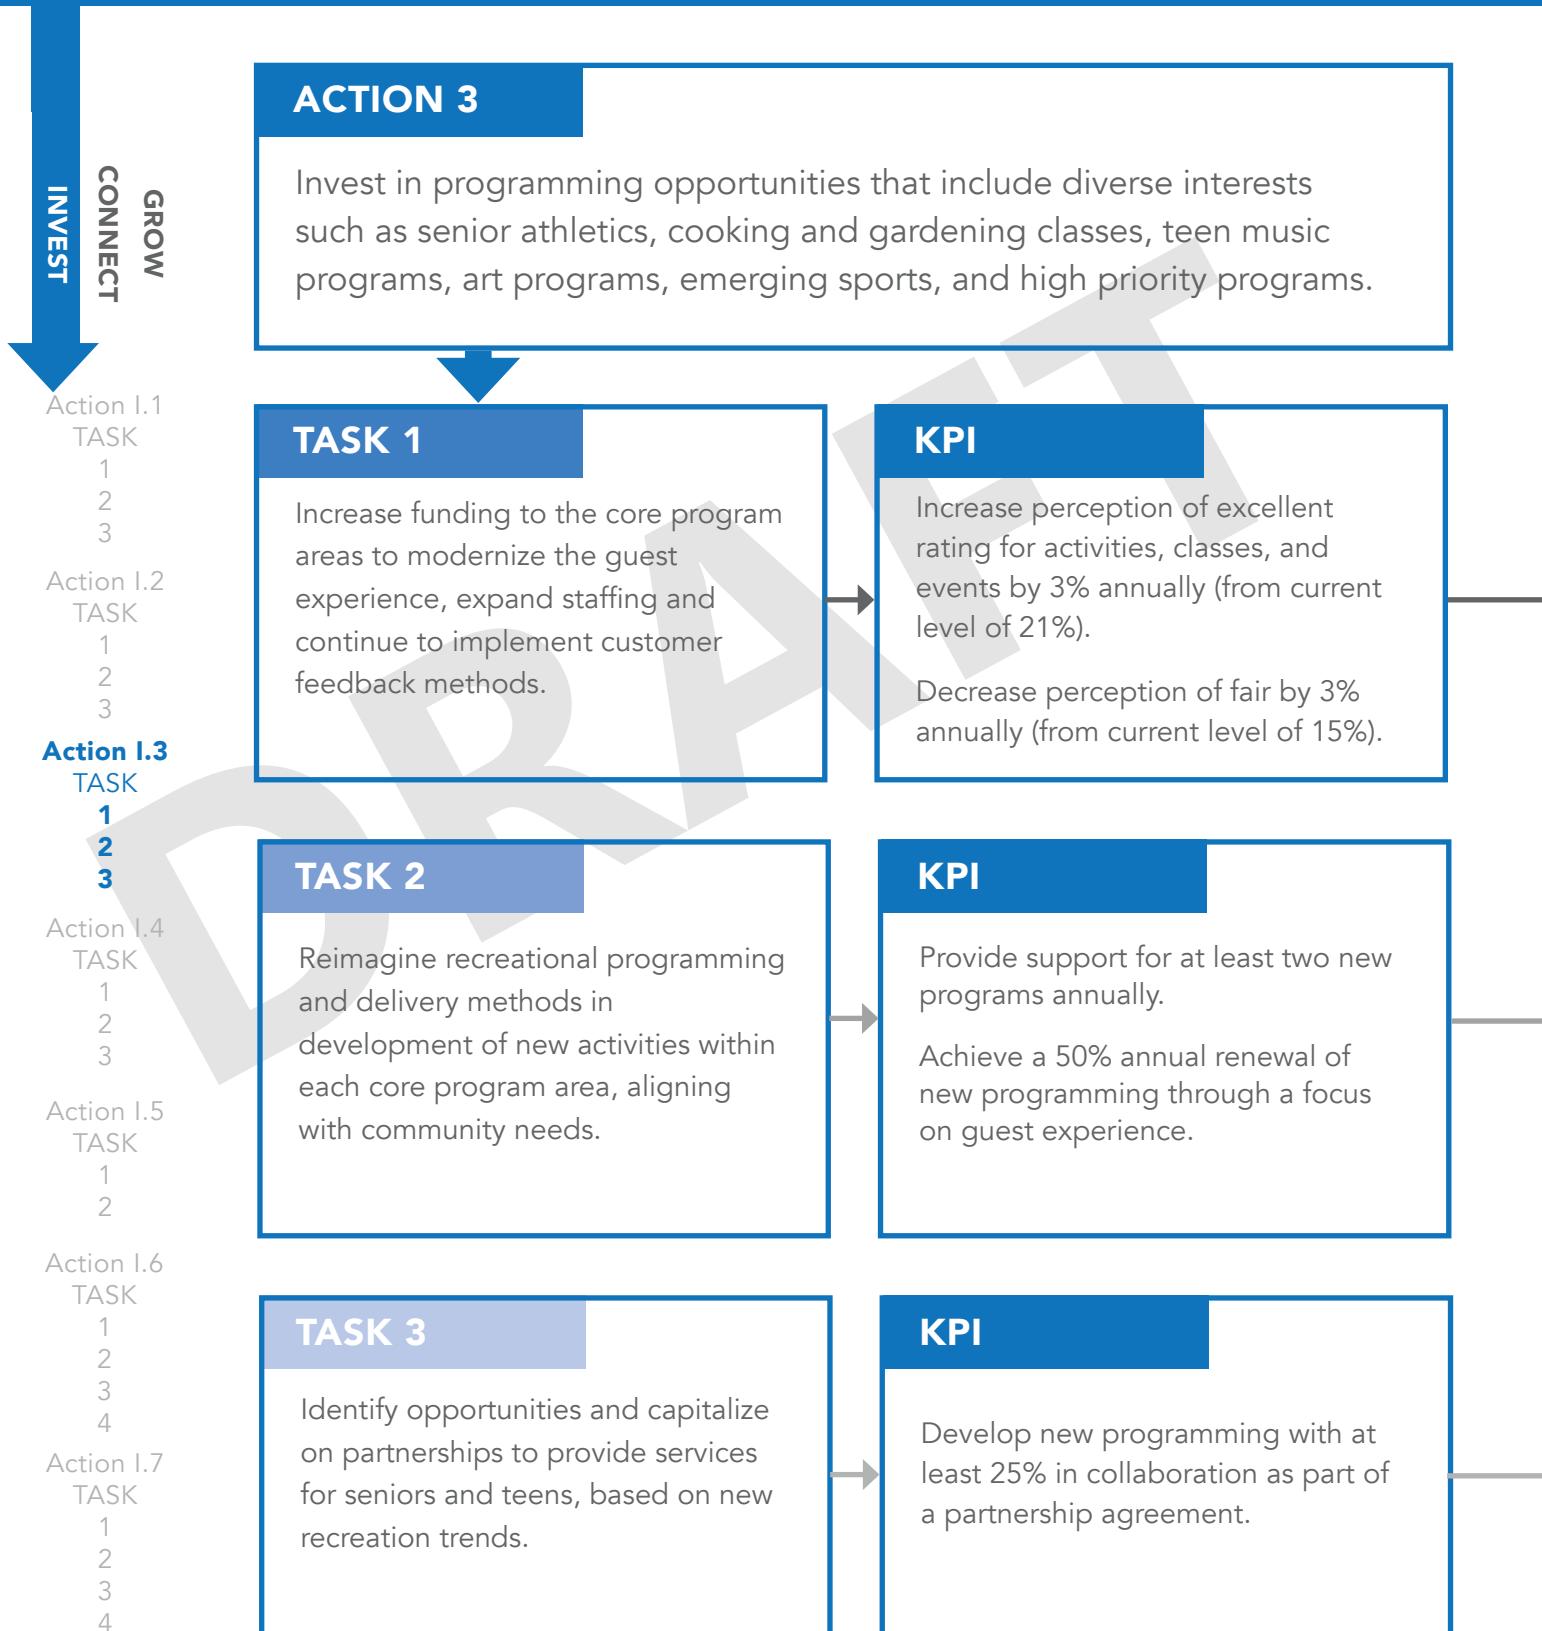 GROW
CONNECT
INVEST
Action I.1
TASK
1
2
3
Action I.2
TASK
1
2
3
Action I.3
TASK
1
2
3
Action I.4
TASK
1
2
3
Action I.5
TASK
1
2
Action I.6
TASK
1
2
3
4
Action I.7
TASK
1
2
3
4
ACTION 3
Invest in programming opportunities that include diverse interests
such as senior athletics, cooking and gardening classes, teen music
programs, art programs, emerging sports, and high priority programs.
TASK 1
Increase funding to the core program
areas to modernize the guest
experience, expand staffing and
continue to implement customer
feedback methods.
KPI
Increase perception of excellent
rating for activities, classes, and
events by 3% annually (from current
level of 21%).
Decrease perception of fair by 3%
annually (from current level of 15%).
TASK 2
Reimagine recreational programming
and delivery methods in
development of new activities within
each core program area, aligning
with community needs.
KPI
Provide support for at least two new
programs annually.
Achieve a 50% annual renewal of
new programming through a focus
on guest experience.
TASK 3
Identify opportunities and capitalize
on partnerships to provide services
for seniors and teens, based on new
recreation trends.
KPI
Develop new programming with at
least 25% in collaboration as part of
a partnership agreement.
DRAFT